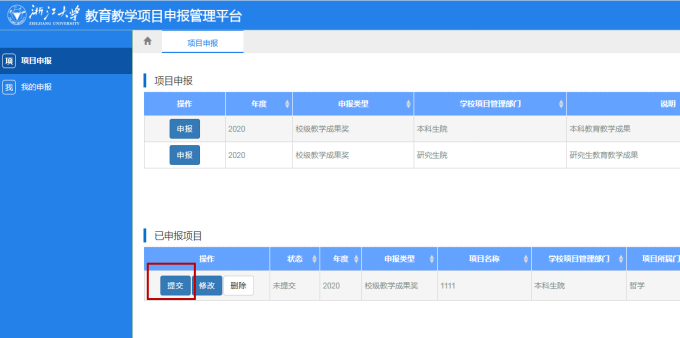 浙江大学 教育教学项目申报管理平台
ZHEJIANG UNIVERSITY
填 项目申报
我 我的申报
项目申报
项目申报
操作 年度 申报类型 学校项目管理部门 说明
申报 2020 校级教学成果奖 本科生院 本科教育教学成果
申报 2020 校级教学成果奖 研究生院 研究生教育教学成果
已申报项目
操作 状态 年度 申报类型 项目名称 学校项目管理部门 项目所属门
提交 修改 删除 未提交 2020 校级教学成果奖 1111 本科生院 哲学